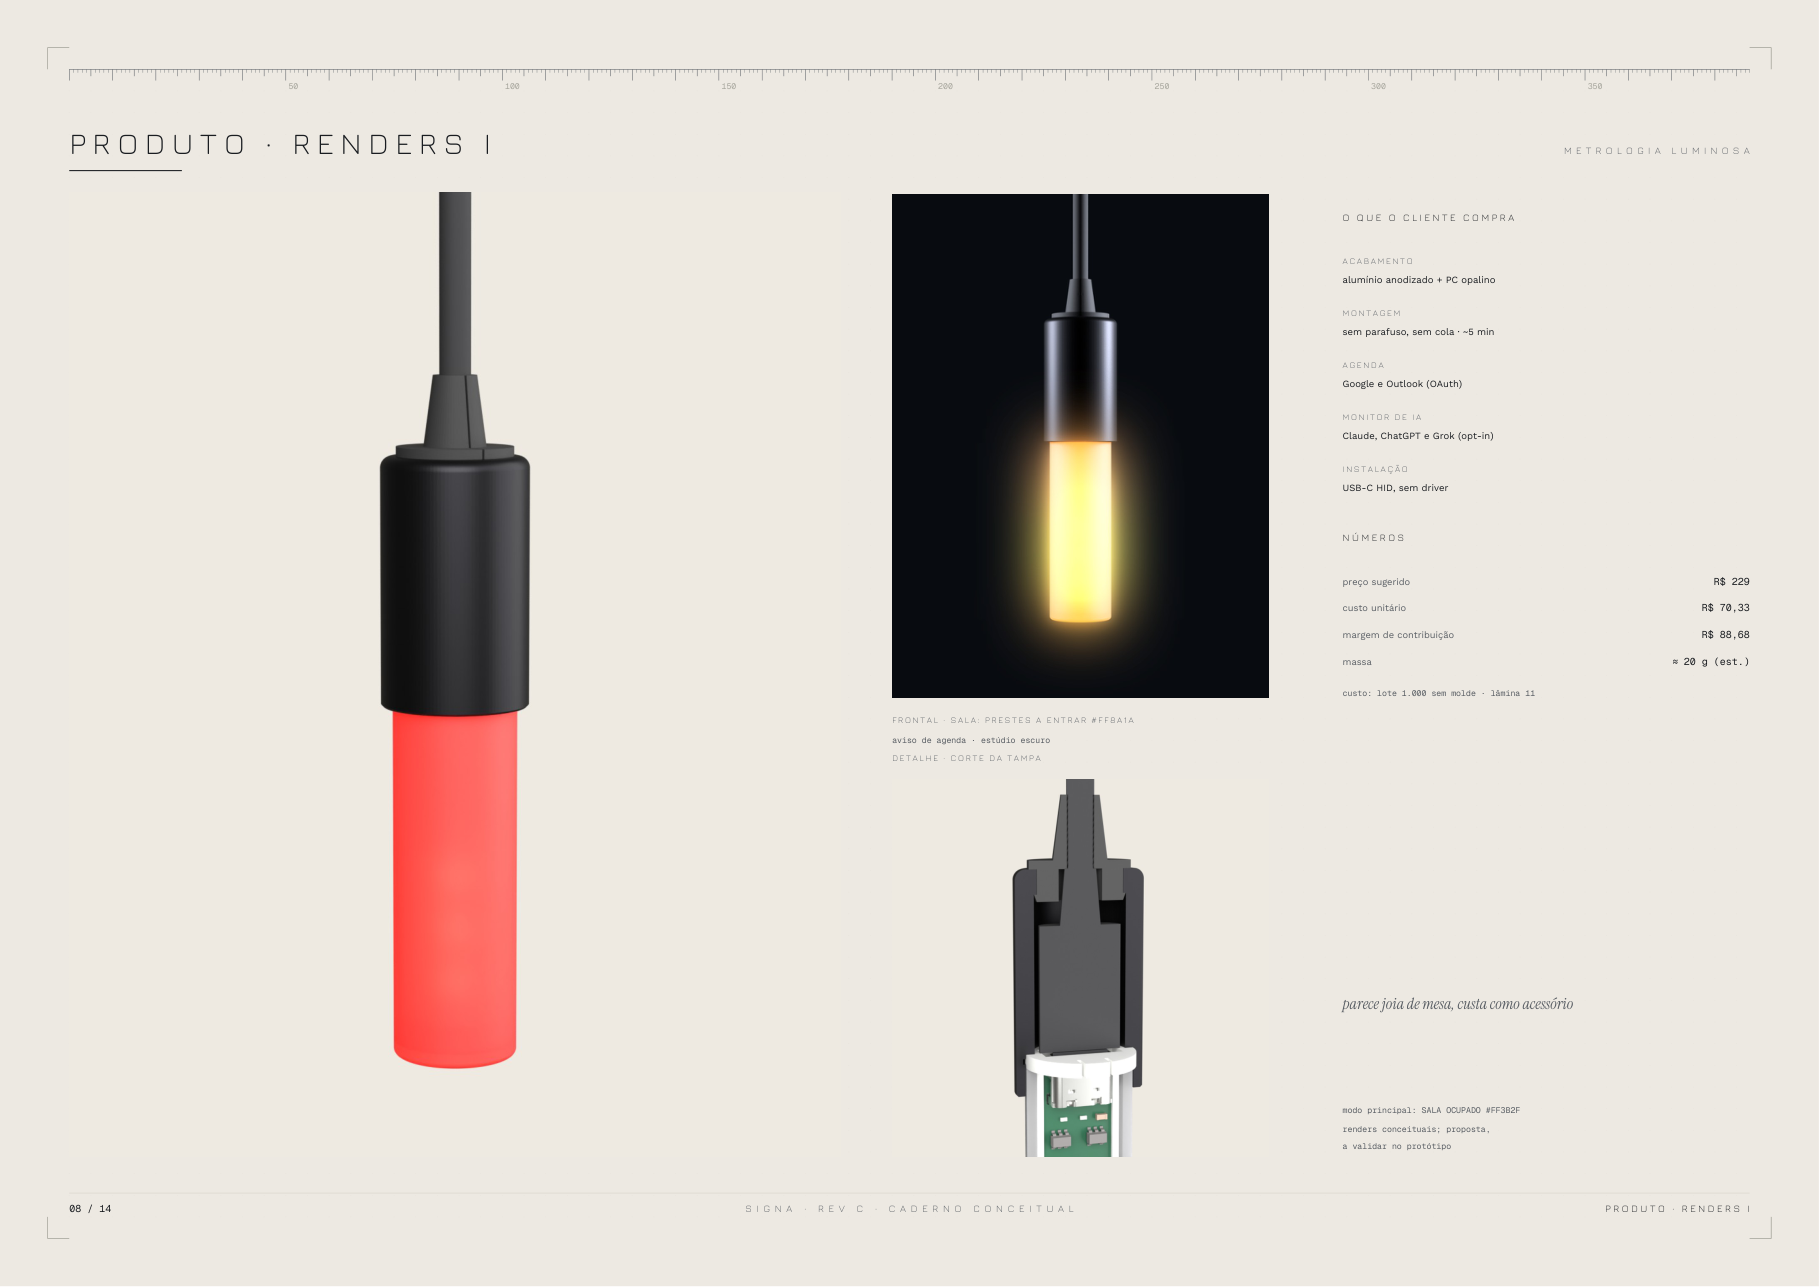 50 100 150 200 250 300 350
PRODUTO · RENDERS I
METROLOGIA LUMINOSA
FRONTAL · SALA: PRESTES A ENTRAR #FF8A1A
aviso de agenda · estúdio escuro
DETALHE · CORTE DA TAMPA
O QUE O CLIENTE COMPRA
ACABAMENTO
alumínio anodizado + PC opalino
MONTAGEM
sem parafuso, sem cola · ~5 min
AGENDA
Google e Outlook (OAuth)
MONITOR DE IA
Claude, ChatGPT e Grok (opt-in)
INSTALAÇÃO
USB-C HID, sem driver
NÚMEROS
preço sugerido R$ 229
custo unitário R$ 70,33
margem de contribuição R$ 88,68
massa ≈ 20 g (est.)
custo: lote 1.000 sem molde · lâmina 11
parece joia de mesa, custa como acessório
modo principal: SALA OCUPADO #FF3B2F
renders conceituais; proposta,
a validar no protótipo
08 / 14
SIGNA · REV C · CADERNO CONCEITUAL
PRODUTO · RENDERS I